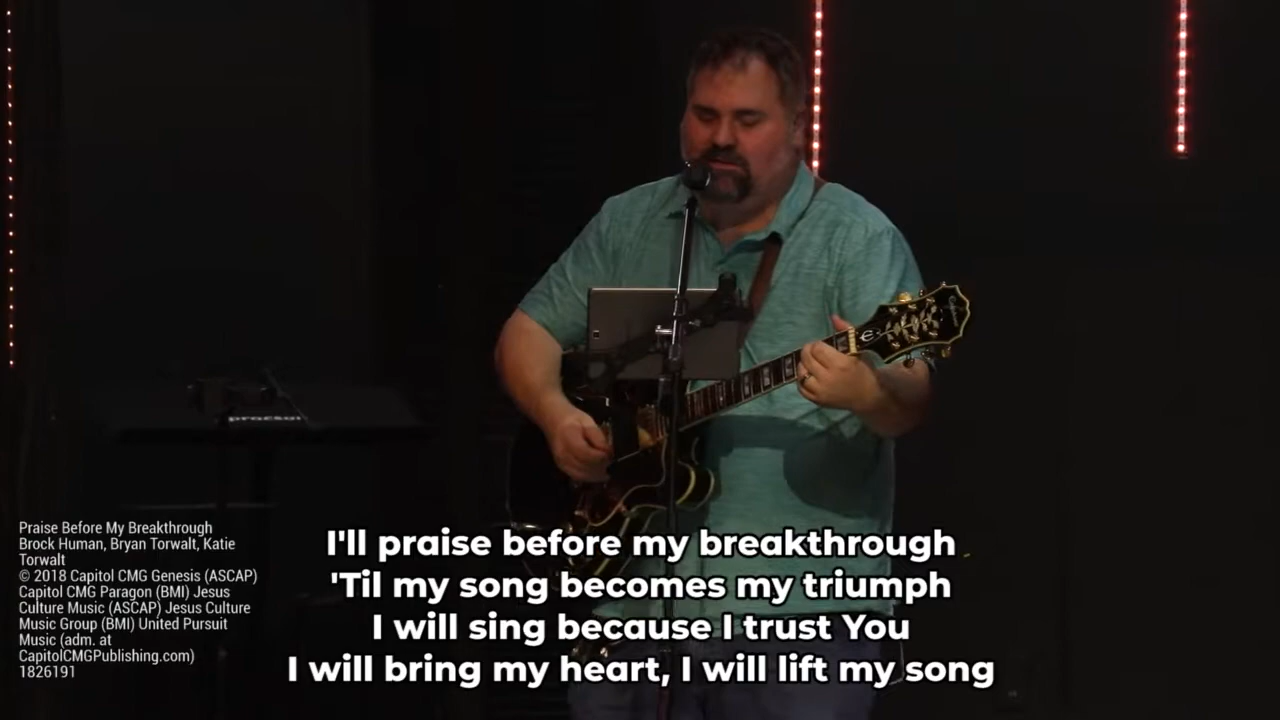 Praise Before My Breakthrough
Brock Human, Bryan Torwalt, Katie
Torwalt
© 2018 Capitol CMG Genesis (ASCAP)
Capitol CMG Paragon (BMI) Jesus
Culture Music (ASCAP) Jesus Culture
Music Group (BMI) United Pursuit
Music (adm. at
CapitolCMGPublishing.com)
1826191
I'll praise before my breakthrough
'Til my song becomes my triumph
I will sing because I trust You
I will bring my heart, I will lift my song